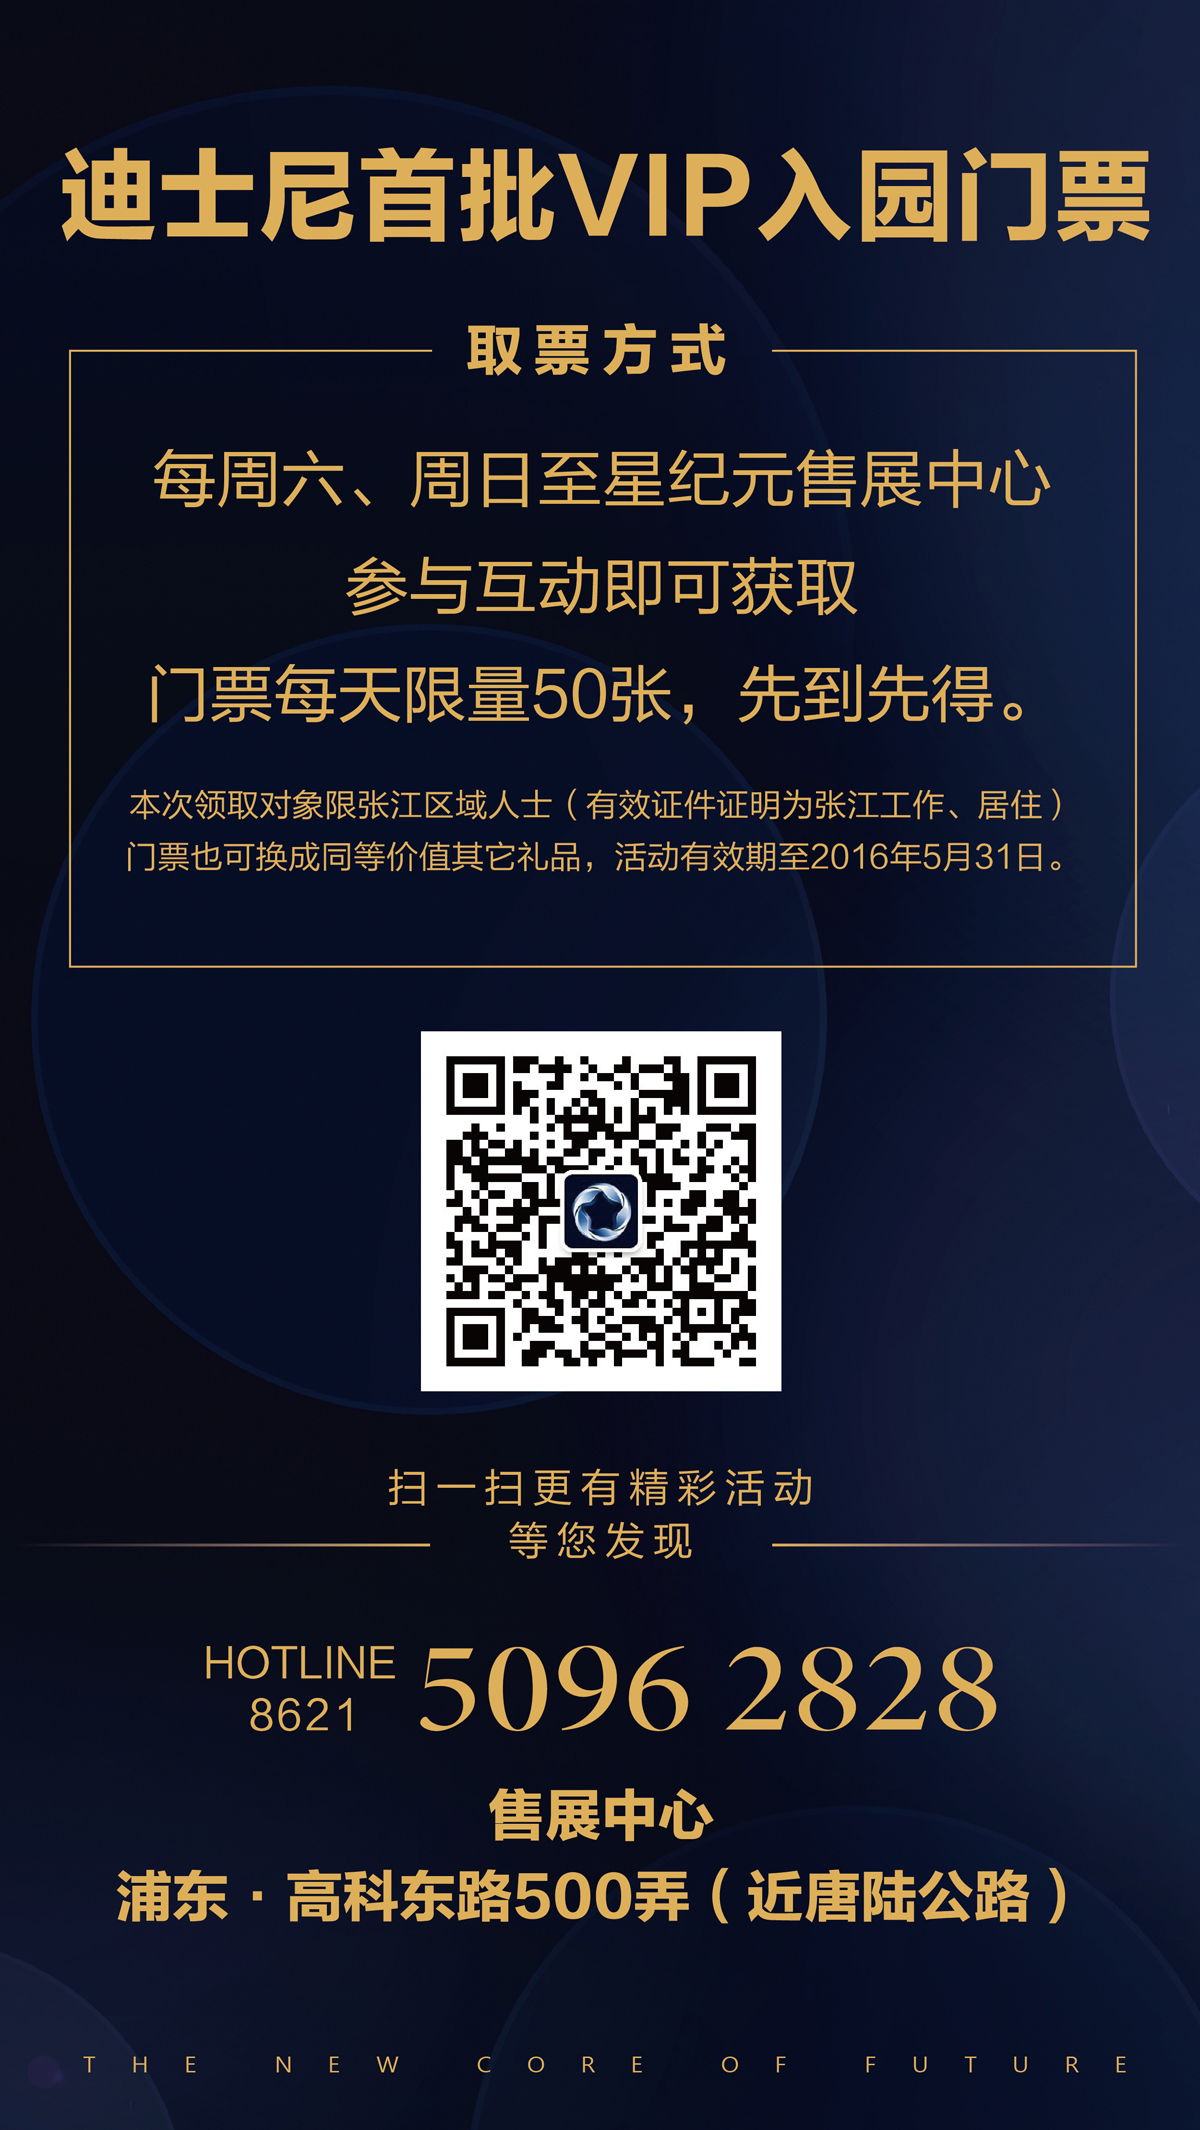 迪士尼首批VIP入园门票
取票方式
每周六、周日至星纪元售展中心
参与互动即可获取
门票每天限量50张，先到先得。
本次领取对象限张江区域人士（有效证件证明为张江工作、居住）
门票也可换成同等价值其它礼品，活动有效期至2016年5月31日。
扫一扫更有精彩活动
等您发现
HOTLINE
8621
5096 2828
售展中心
浦东·高科东路500弄（近唐陆公路）
THE NEW CORE OF FUTURE